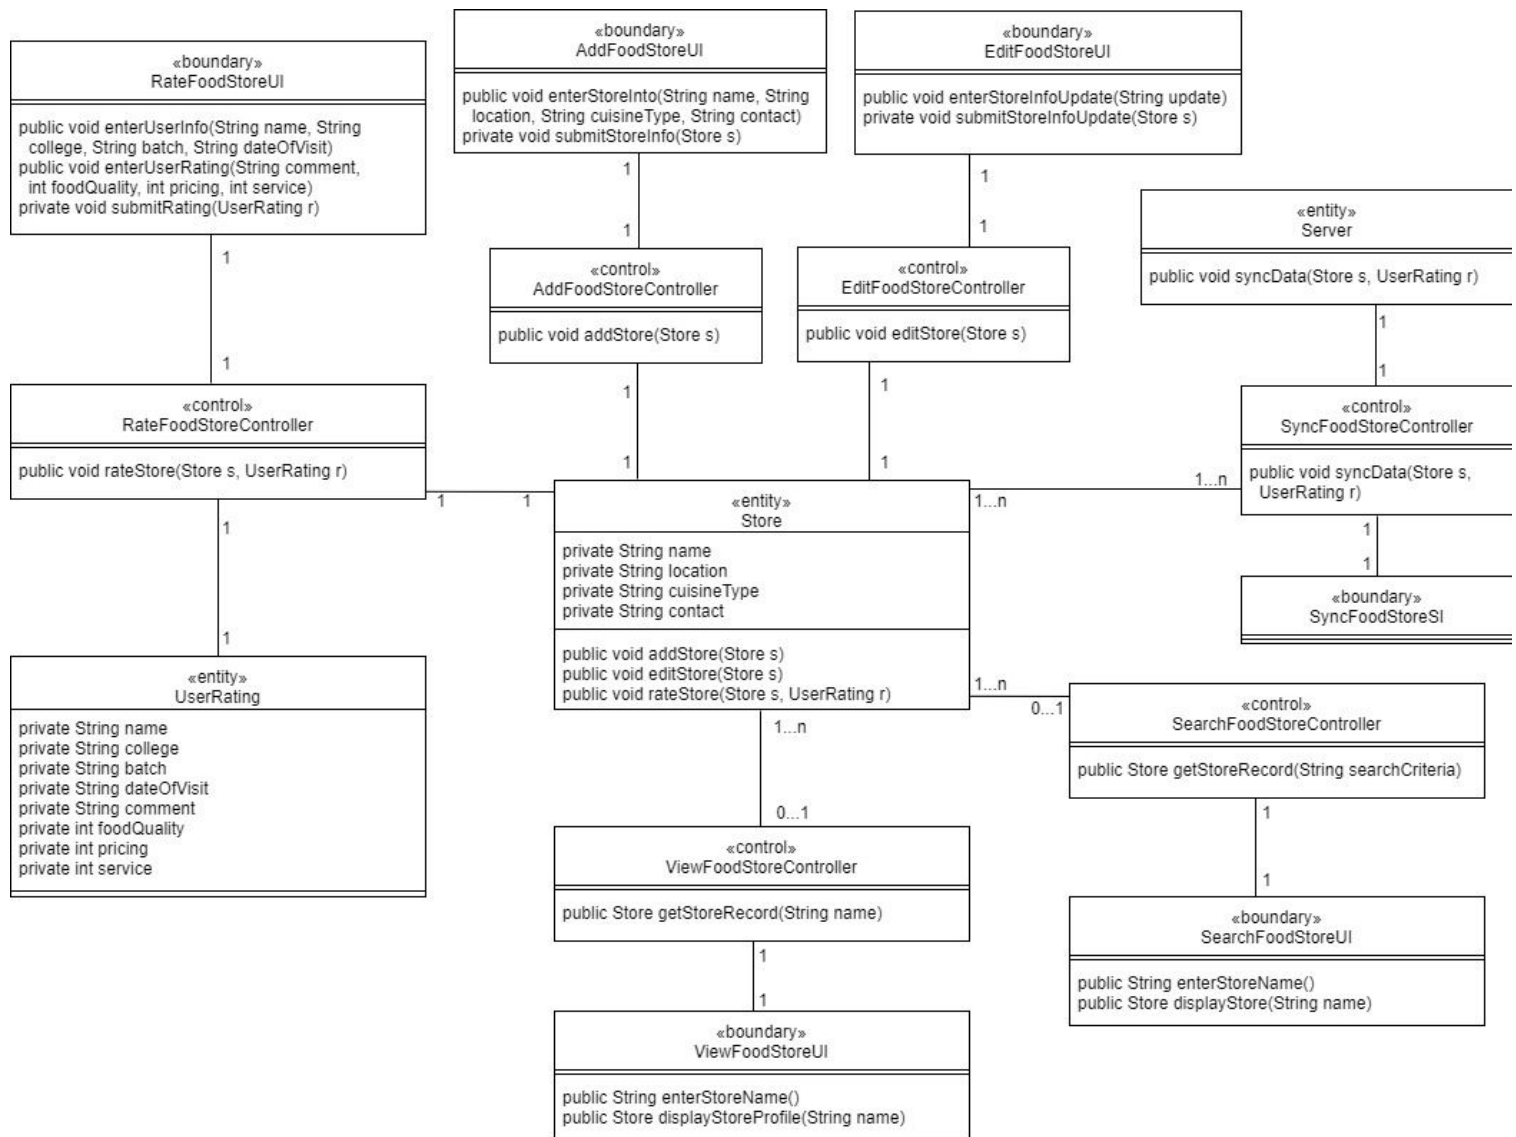 «boundary»
RateFoodStoreUI
public void enterUserInfo(String name, String
college, String batch, String dateOfVisit)
public void enterUserRating(String comment,
int foodQuality, int pricing, int service)
private void submitRating(UserRating r)
«boundary»
AddFoodStoreUI
public void enterStoreInto(String name, String
location, String cuisineType, String contact)
private void submitStoreInfo(Store s)
«boundary»
EditFoodStoreUI
public void enterStoreInfoUpdate(String update)
private void submitStoreInfoUpdate(Store s)
«entity»
Server
public void syncData(Store s, UserRating r)
1
1
1
1
1
1
«control»
AddFoodStoreController
public void addStore(Store s)
«control»
EditFoodStoreController
public void editStore(Store s)
1
1
«control»
RateFoodStoreController
public void rateStore(Store s, UserRating r)
«control»
SyncFoodStoreController
public void syncData(Store s,
UserRating r)
1
1
1
1
1
1
1...n
1...n
«entity»
Store
private String name
private String location
private String cuisineType
private String contact
public void addStore(Store s)
public void editStore(Store s)
public void rateStore(Store s, UserRating r)
1
1
1
1
«boundary»
SyncFoodStoreSI
«entity»
UserRating
private String name
private String college
private String batch
private String dateOfVisit
private String comment
private int foodQuality
private int pricing
private int service
1...n
0...1
1...n
0...1
«control»
SearchFoodStoreController
public Store getStoreRecord(String searchCriteria)
«control»
ViewFoodStoreController
public Store getStoreRecord(String name)
1
1
«boundary»
SearchFoodStoreUI
public String enterStoreName()
public Store displayStore(String name)
1
1
«boundary»
ViewFoodStoreUI
public String enterStoreName()
public Store displayStoreProfile(String name)